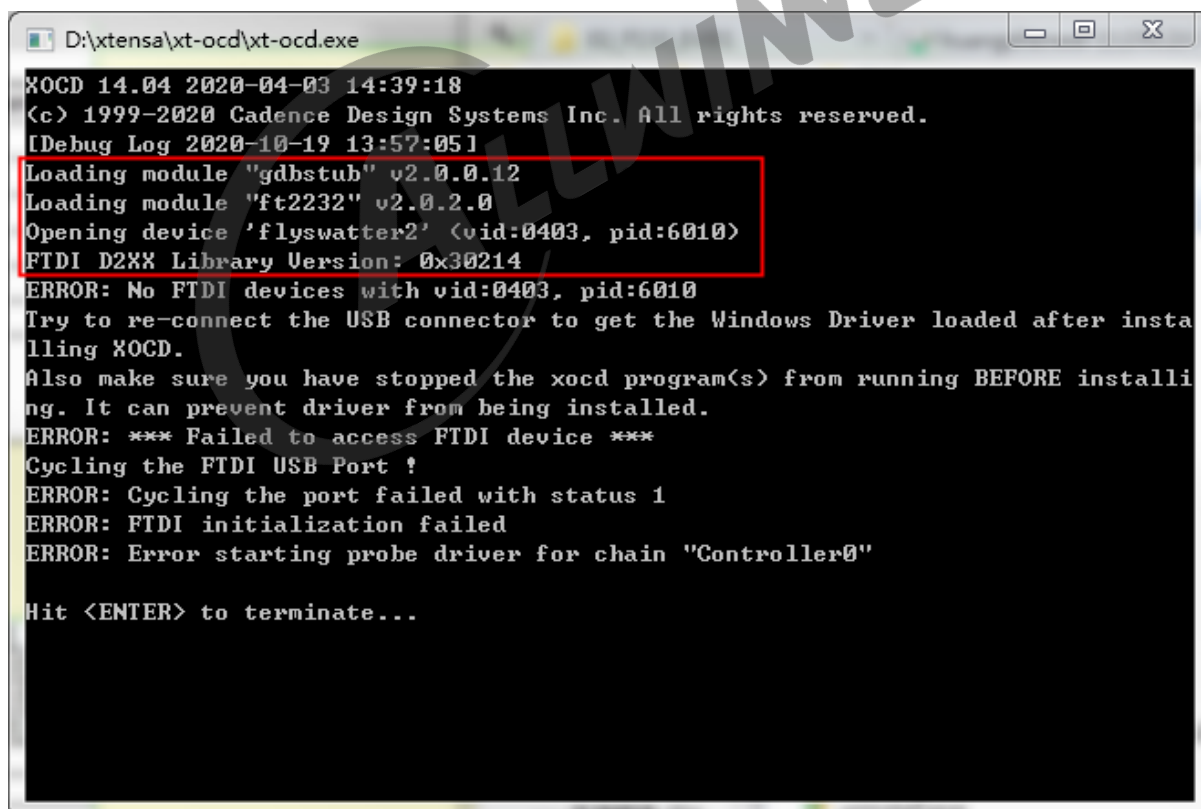 D:\xtensa\xt-ocd\xt-ocd.exe
XOCD 14.04 2020-04-03 14:39:18
(c) 1999-2020 Cadence Design Systems Inc. All rights reserved.
[Debug Log 2020-10-19 13:57:05]
Loading module "gdbstub" v2.0.0.12
Loading module "ft2232" v2.0.2.0
Opening device 'flyswatter2' (vid:0403, pid:6010)
FTDI D2XX Library Version: 0x30214
ERROR: No FTDI devices with vid:0403, pid:6010
Try to re-connect the USB connector to get the Windows Driver loaded after insta
lling XOCD.
Also make sure you have stopped the xocd program(s) from running BEFORE installi
ng. It can prevent driver from being installed.
ERROR: *** Failed to access FTDI device ***
Cycling the FTDI USB Port !
ERROR: Cycling the port failed with status 1
ERROR: FTDI initialization failed
ERROR: Error starting probe driver for chain "Controller0"
Hit <ENTER> to terminate...